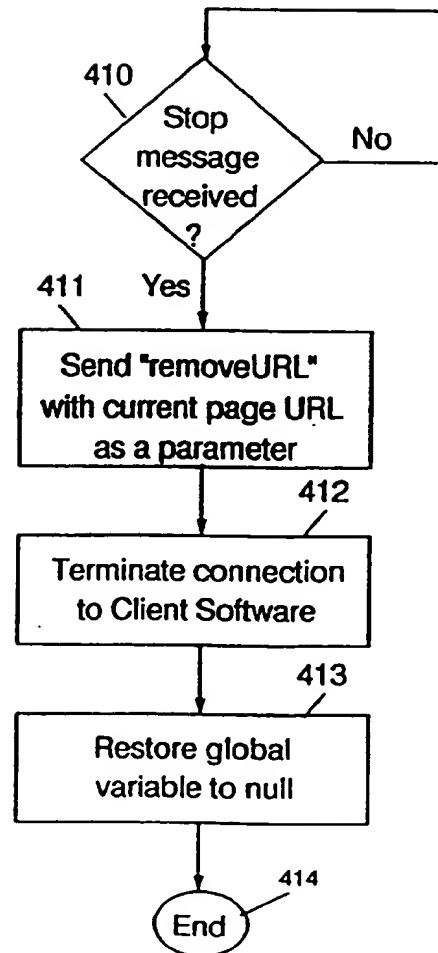 410
Stop
message
received
?
No
Yes
411
Send "removeURL"
with current page URL
as a parameter
412
Terminate connection
to Client Software
413
Restore global
variable to null
414
End